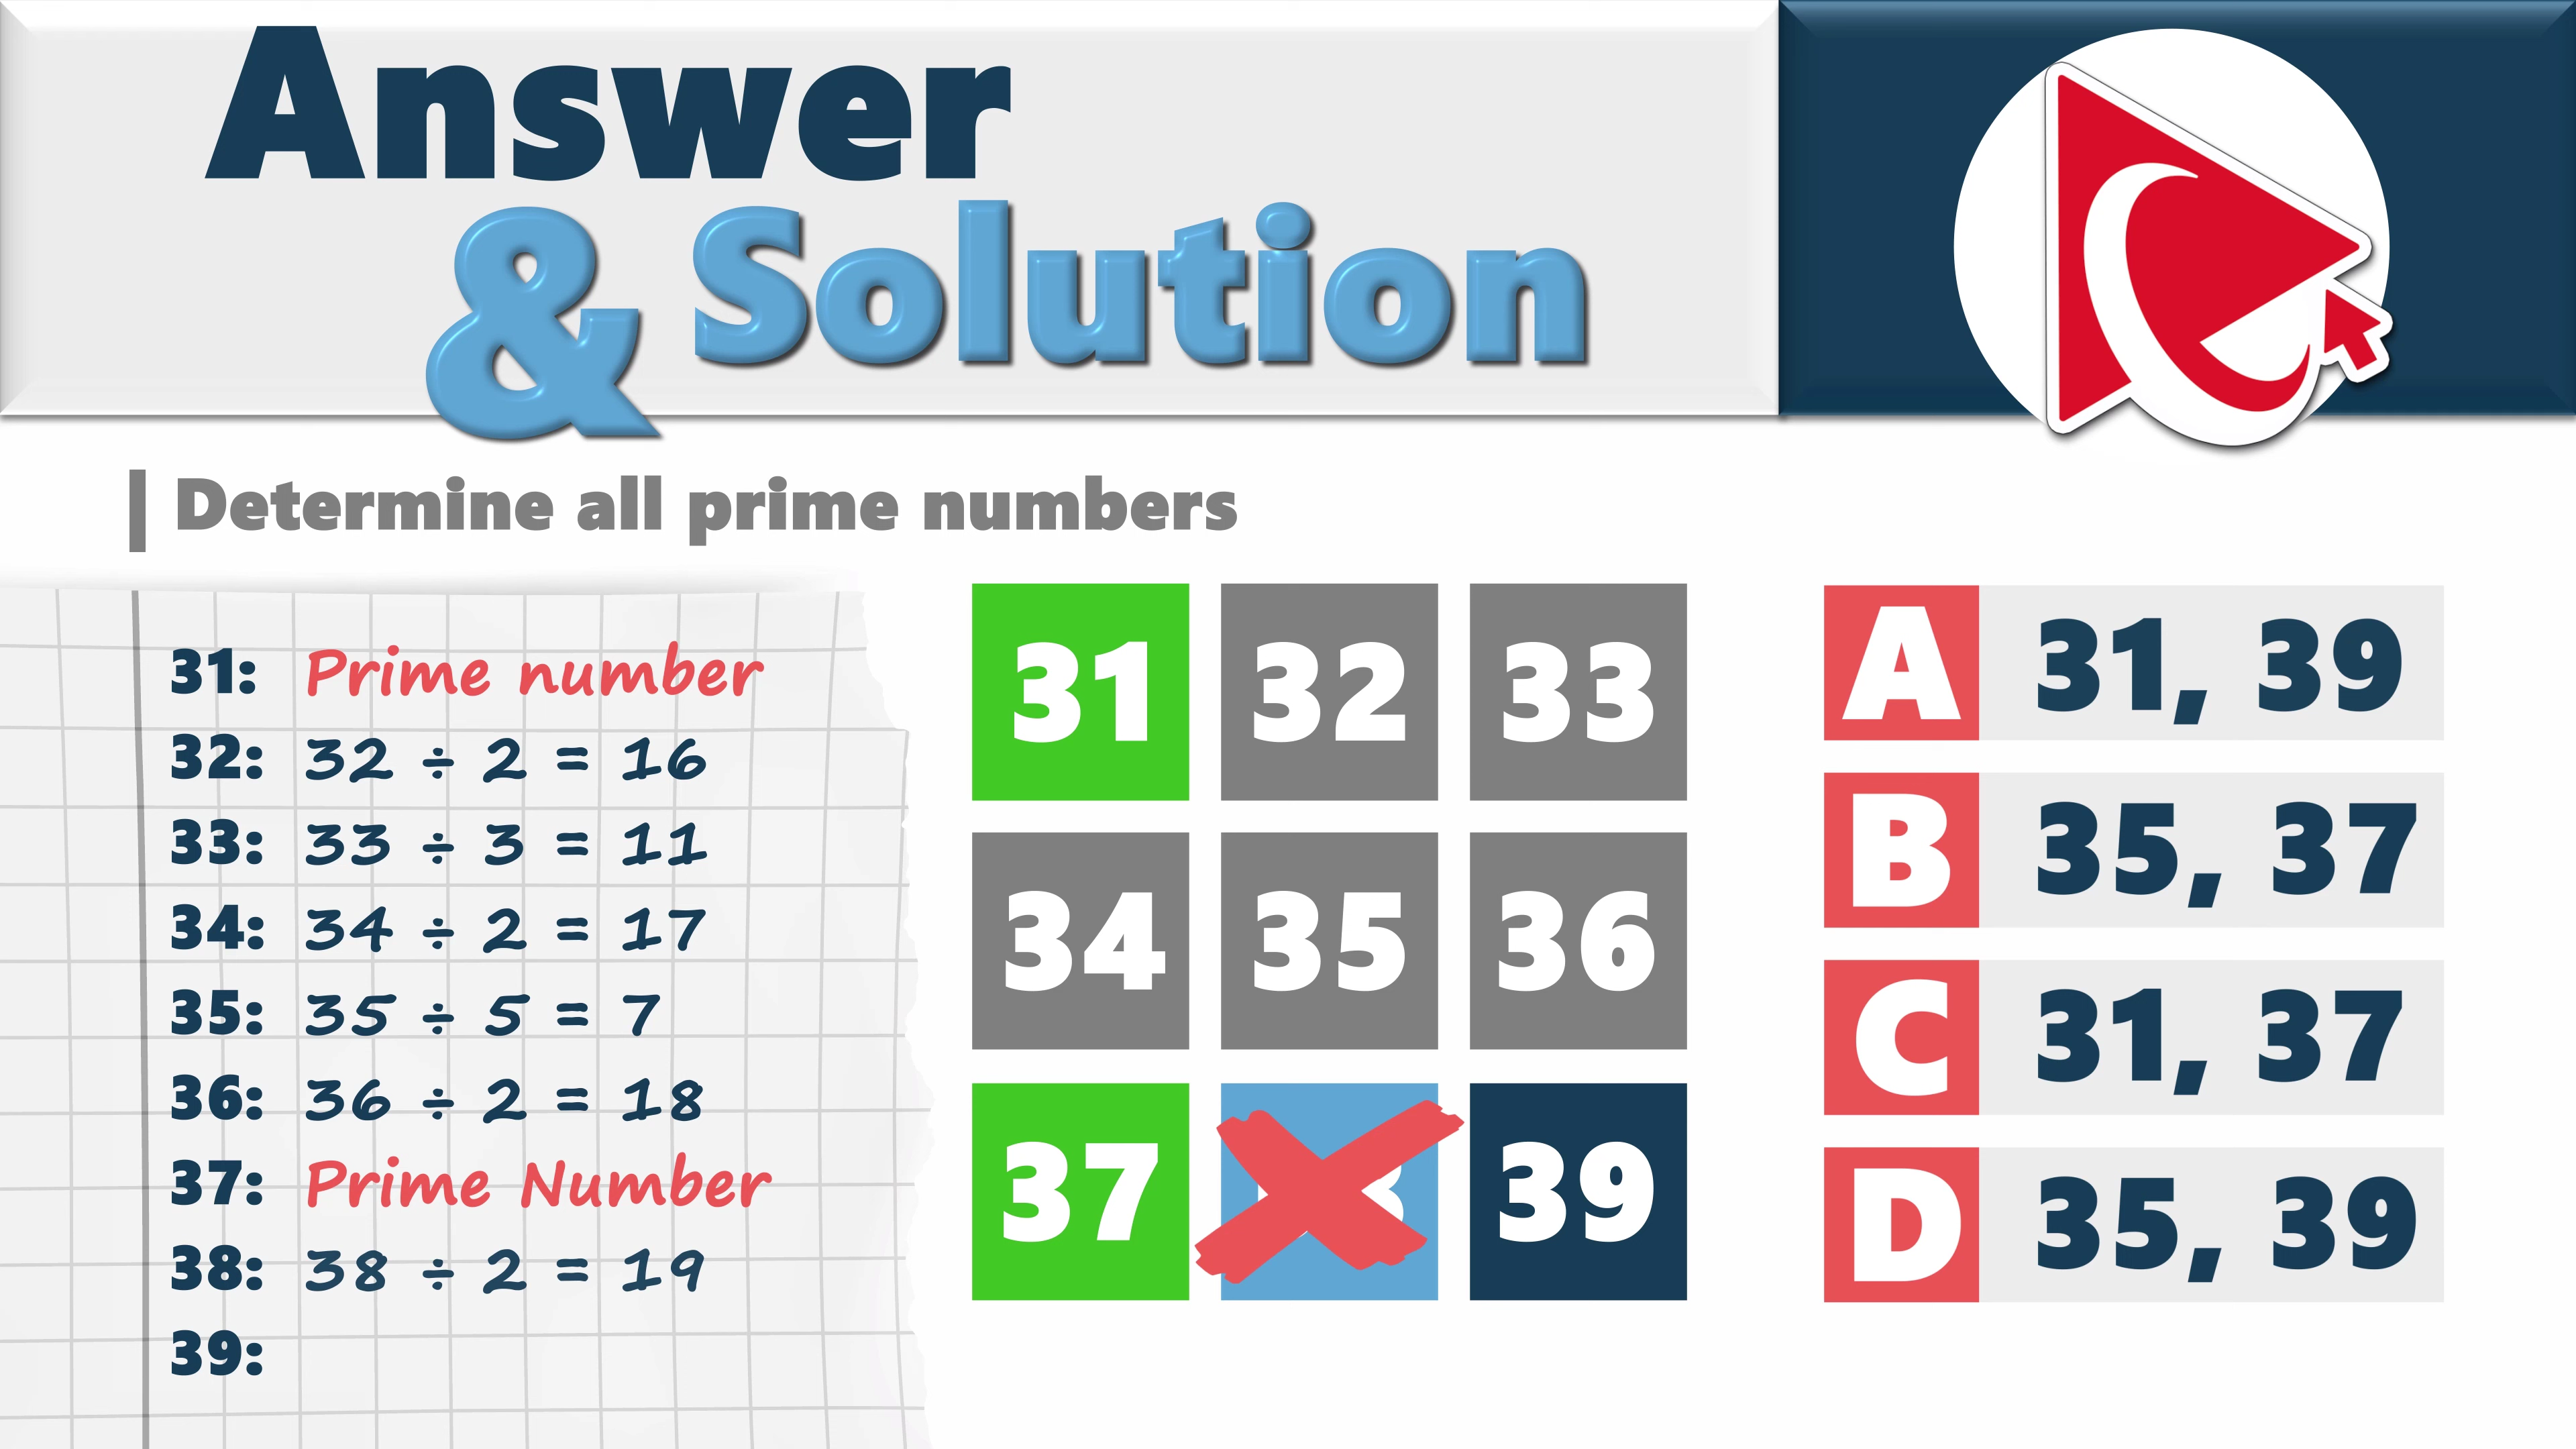 Answer
& Solution
Determine all prime numbers
31: Prime number
32: 32 ÷ 2 = 16
33: 33 ÷ 3 = 11
34: 34 ÷ 2 = 17
35: 35 ÷ 5 = 7
36: 36 ÷ 2 = 18
37: Prime Number
38: 38 ÷ 2 = 19
39:
31 32 33
34 35 36
37 39
A 31, 39
B 35, 37
C 31, 37
D 35, 39